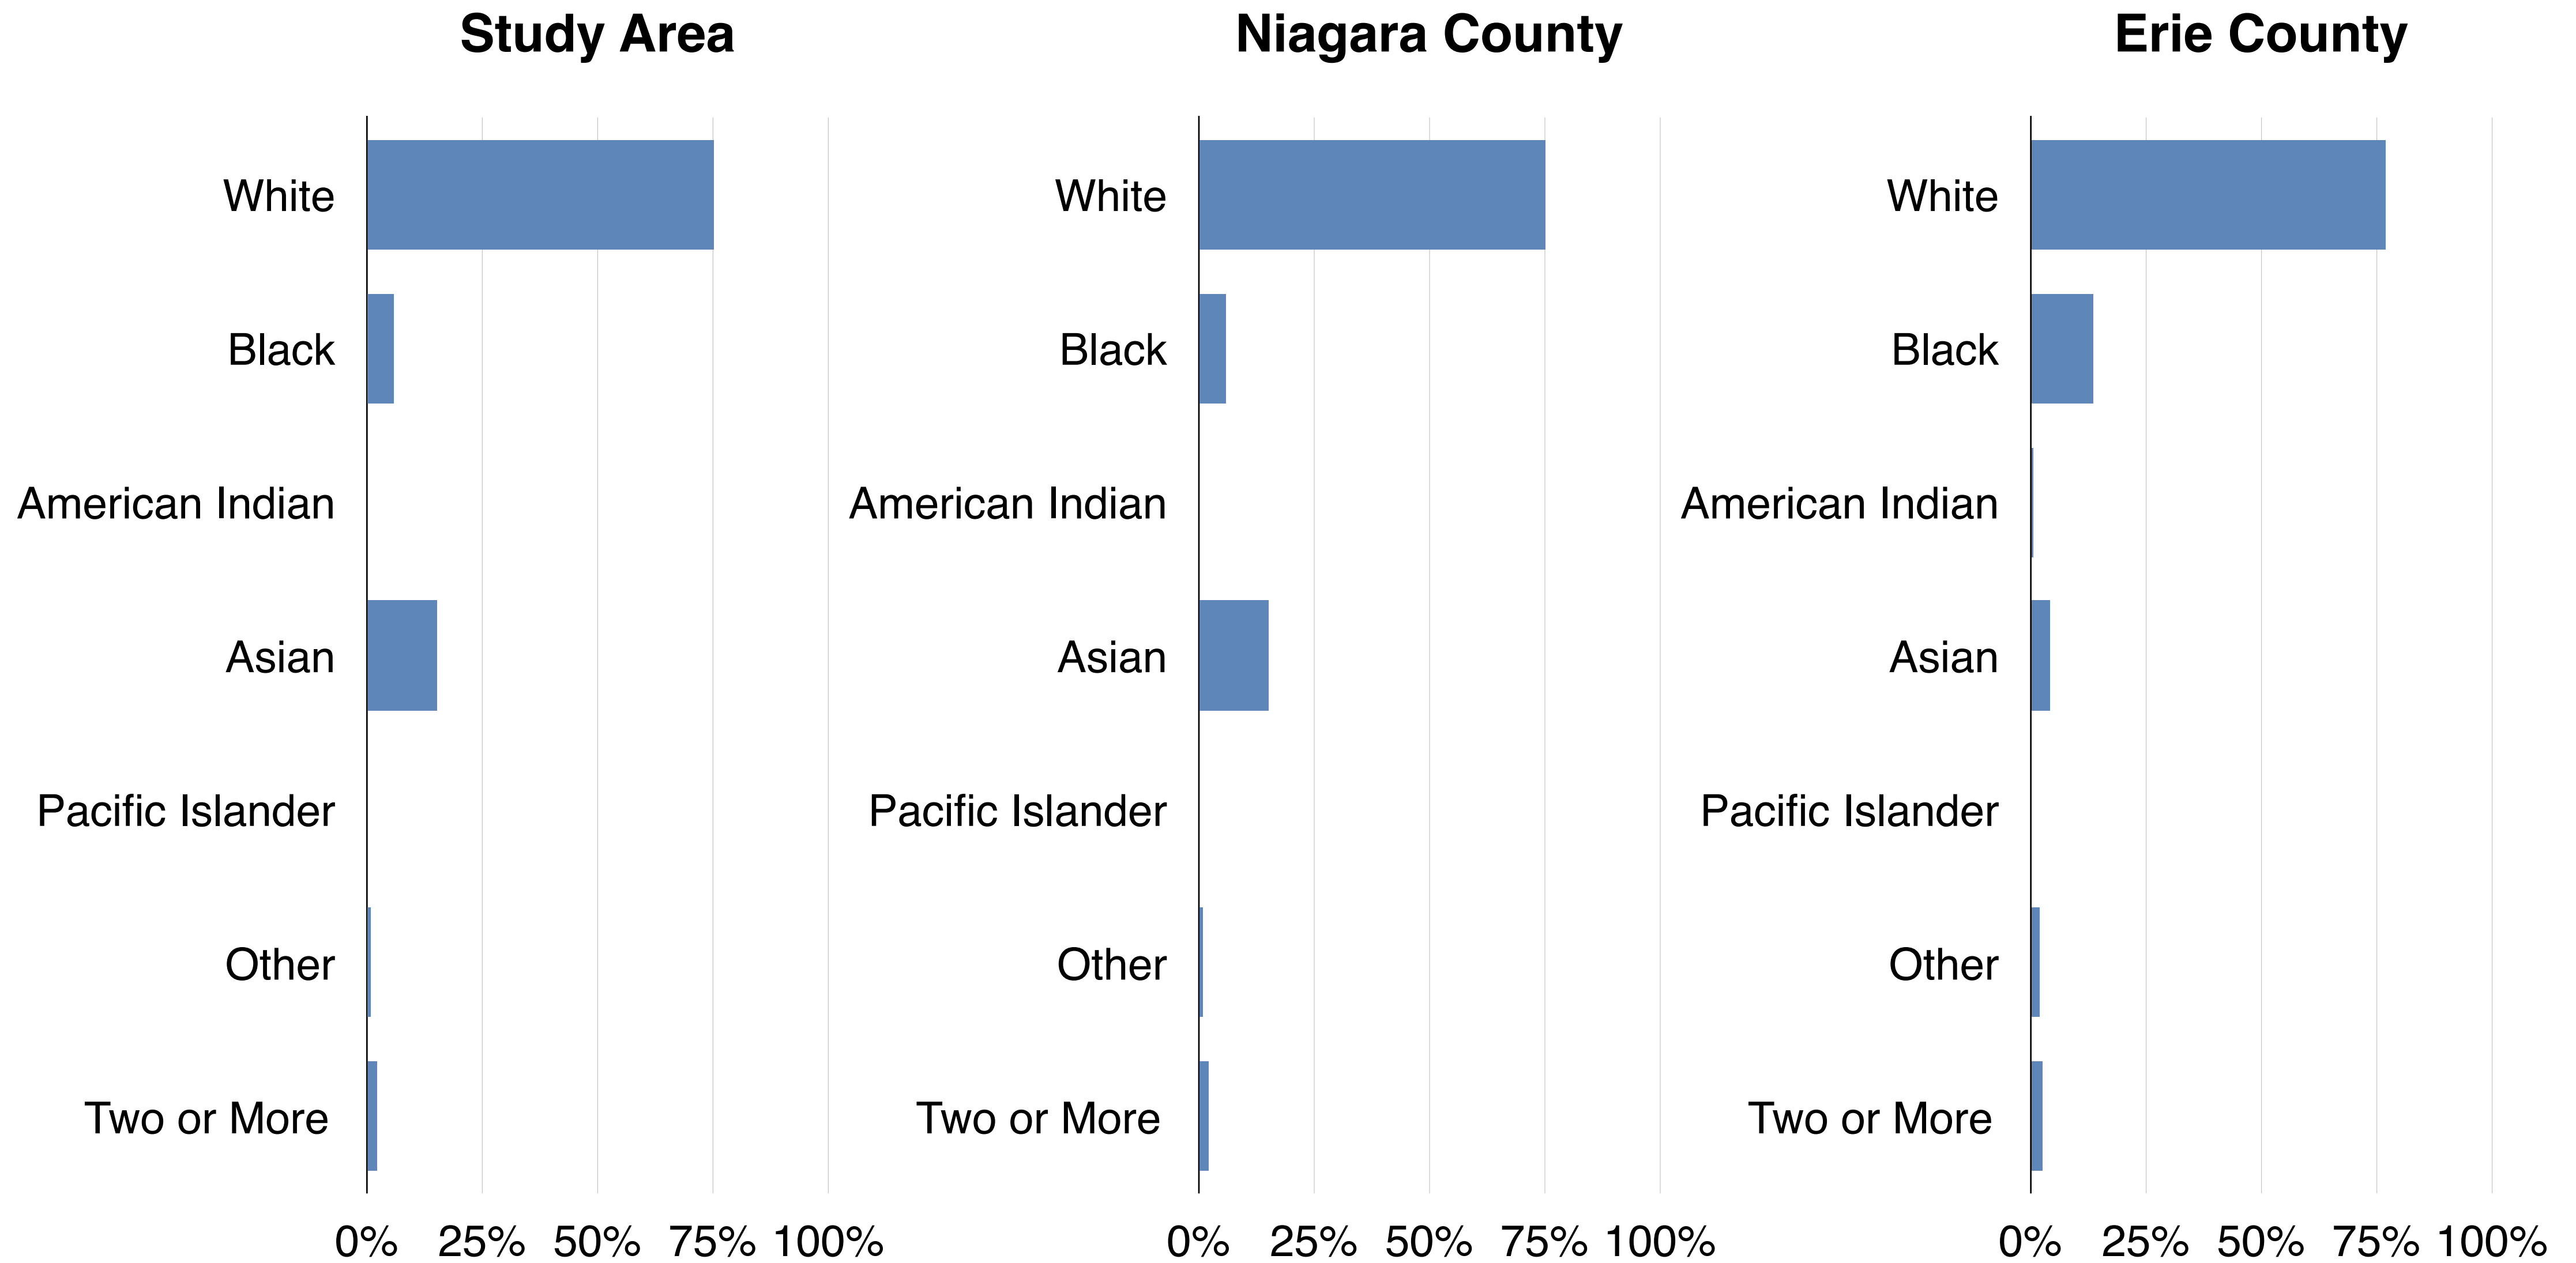 Study Area
White
Black
American Indian
Asian
Pacific Islander
Other
Two or More
0% 25% 50% 75% 100%
Niagara County
White
Black
American Indian
Asian
Pacific Islander
Other
Two or More
0% 25% 50% 75% 100%
Erie County
White
Black
American Indian
Asian
Pacific Islander
Other
Two or More
0% 25% 50% 75% 100%